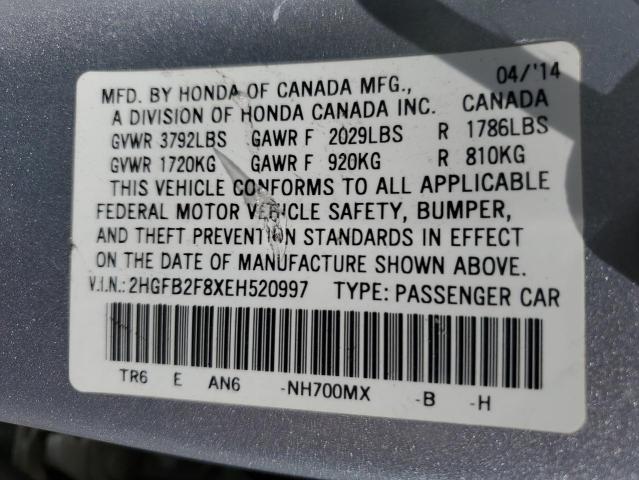 MFD. BY HONDA OF CANADA MFG., 04/'14
A DIVISION OF HONDA CANADA INC. CANADA
GVWR 3792LBS GAWR F 2029LBS R 1786LBS
GVWR 1720KG GAWR F 920KG R 810KG
THIS VEHICLE CONFORMS TO ALL APPLICABLE
FEDERAL MOTOR VEHICLE SAFETY, BUMPER,
AND THEFT PREVENTION STANDARDS IN EFFECT
ON THE DATE OF MANUFACTURE SHOWN ABOVE.
V.I.N.: 2HGFB2F8XEH520997 TYPE: PASSENGER CAR
TR6 E AN6 -NH700MX -B -H